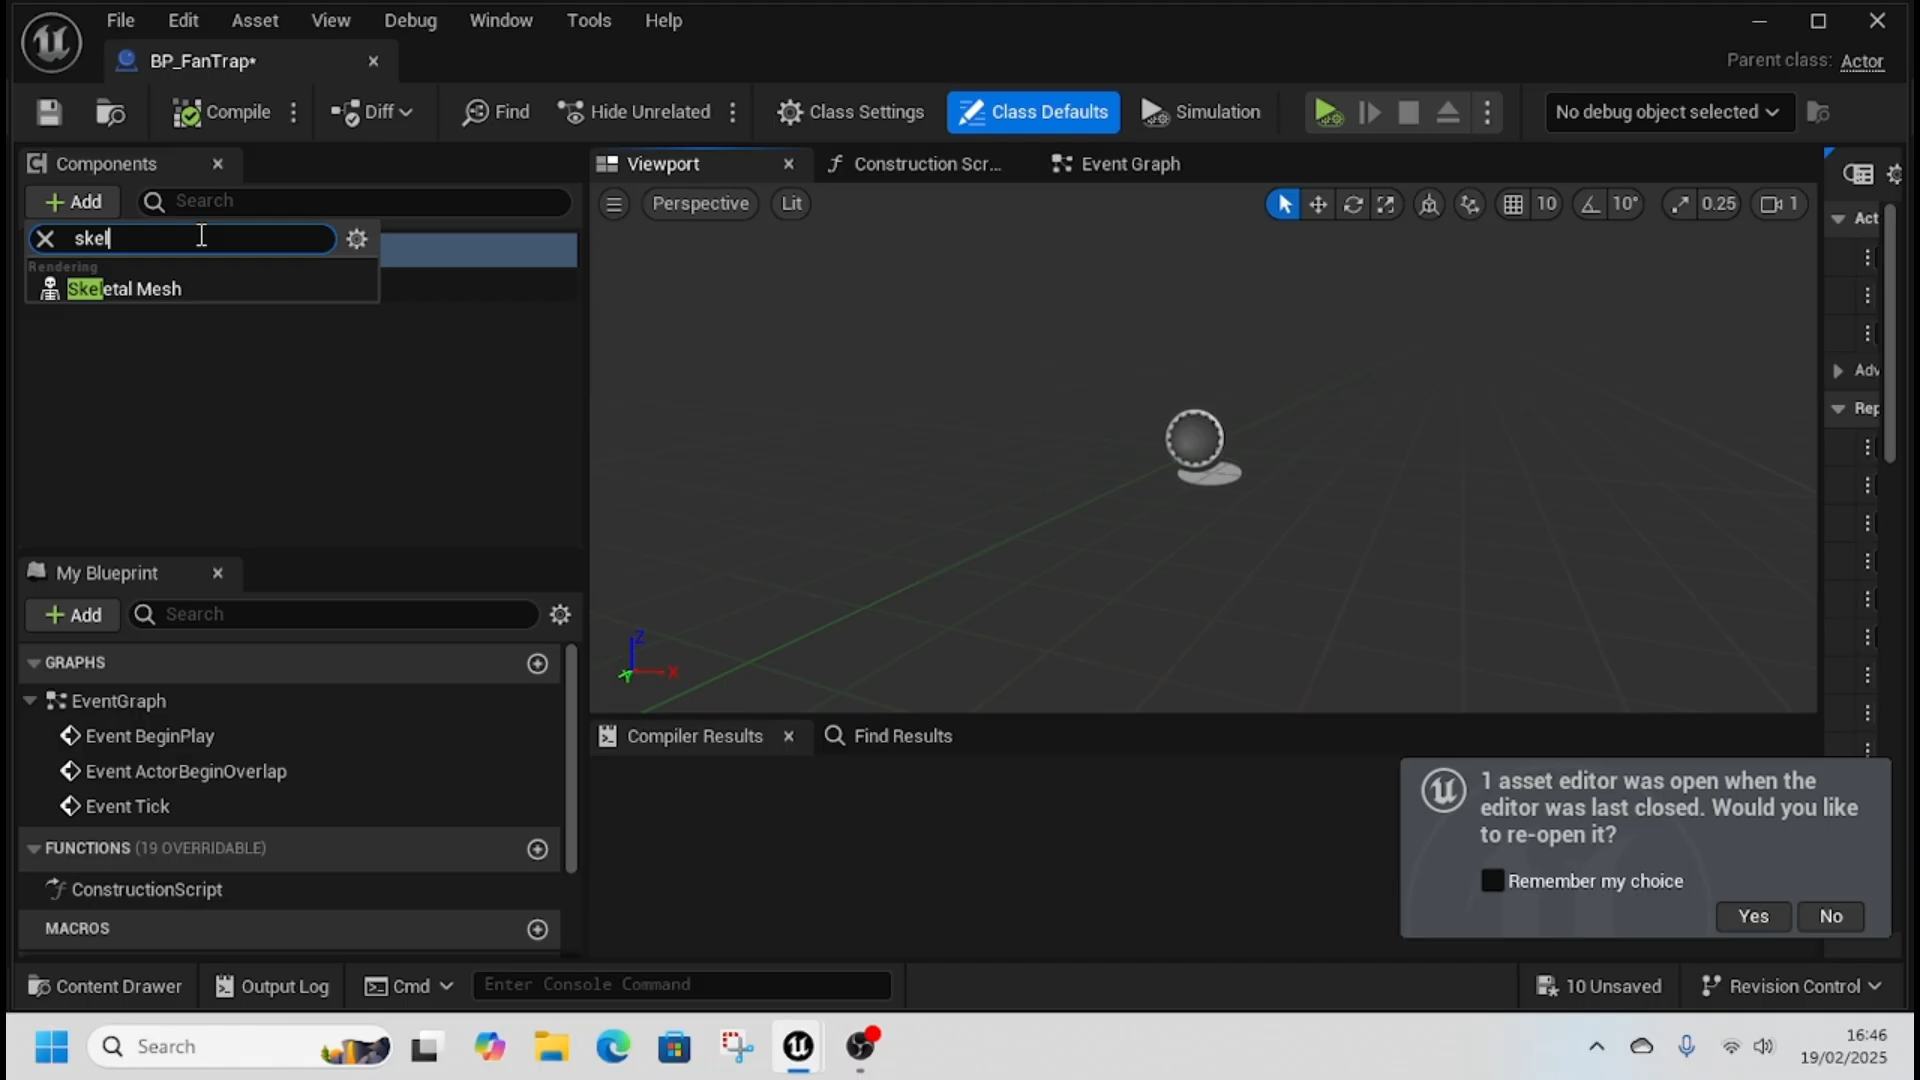 File Edit Asset View Debug Window Tools Help
BP_FanTrap*
Parent class: Actor
Compile Diff Find Hide Unrelated Class Settings Class Defaults Simulation No debug object selected
Components
Viewport Construction Scr... Event Graph
Add Search
Perspective Lit 10 10° 0.25 1
skel
Rendering
Skeletal Mesh
Act
Adv
Rep
Z
X
Y
My Blueprint
Add Search
GRAPHS
EventGraph
Event BeginPlay
Event ActorBeginOverlap
Event Tick
FUNCTIONS (19 OVERRIDABLE)
ConstructionScript
MACROS
Compiler Results Find Results
1 asset editor was open when the
editor was last closed. Would you like
to re-open it?
Remember my choice
Yes No
Content Drawer Output Log Cmd Enter Console Command 10 Unsaved Revision Control
Search
16:46
19/02/2025